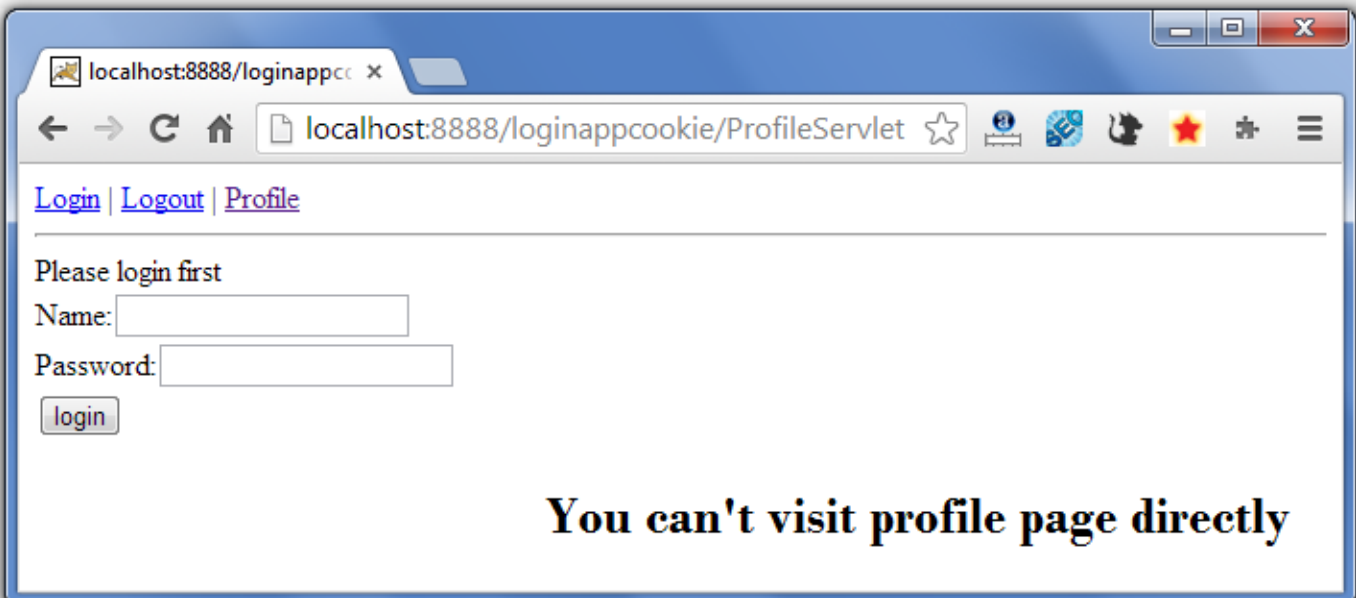 localhost:8888/loginappcc
localhost:8888/loginappcookie/ProfileServlet
Login | Logout | Profile
Please login first
Name:
Password:
login
You can't visit profile page directly